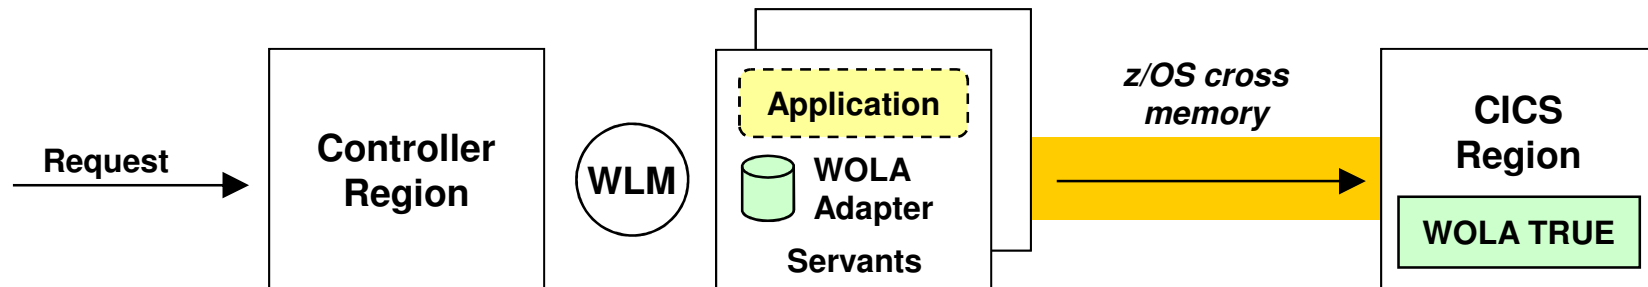 Request
Controller
Region
WLM
Application
WOLA
Adapter
Servants
z/OS cross
memory
CICS
Region
WOLA TRUE